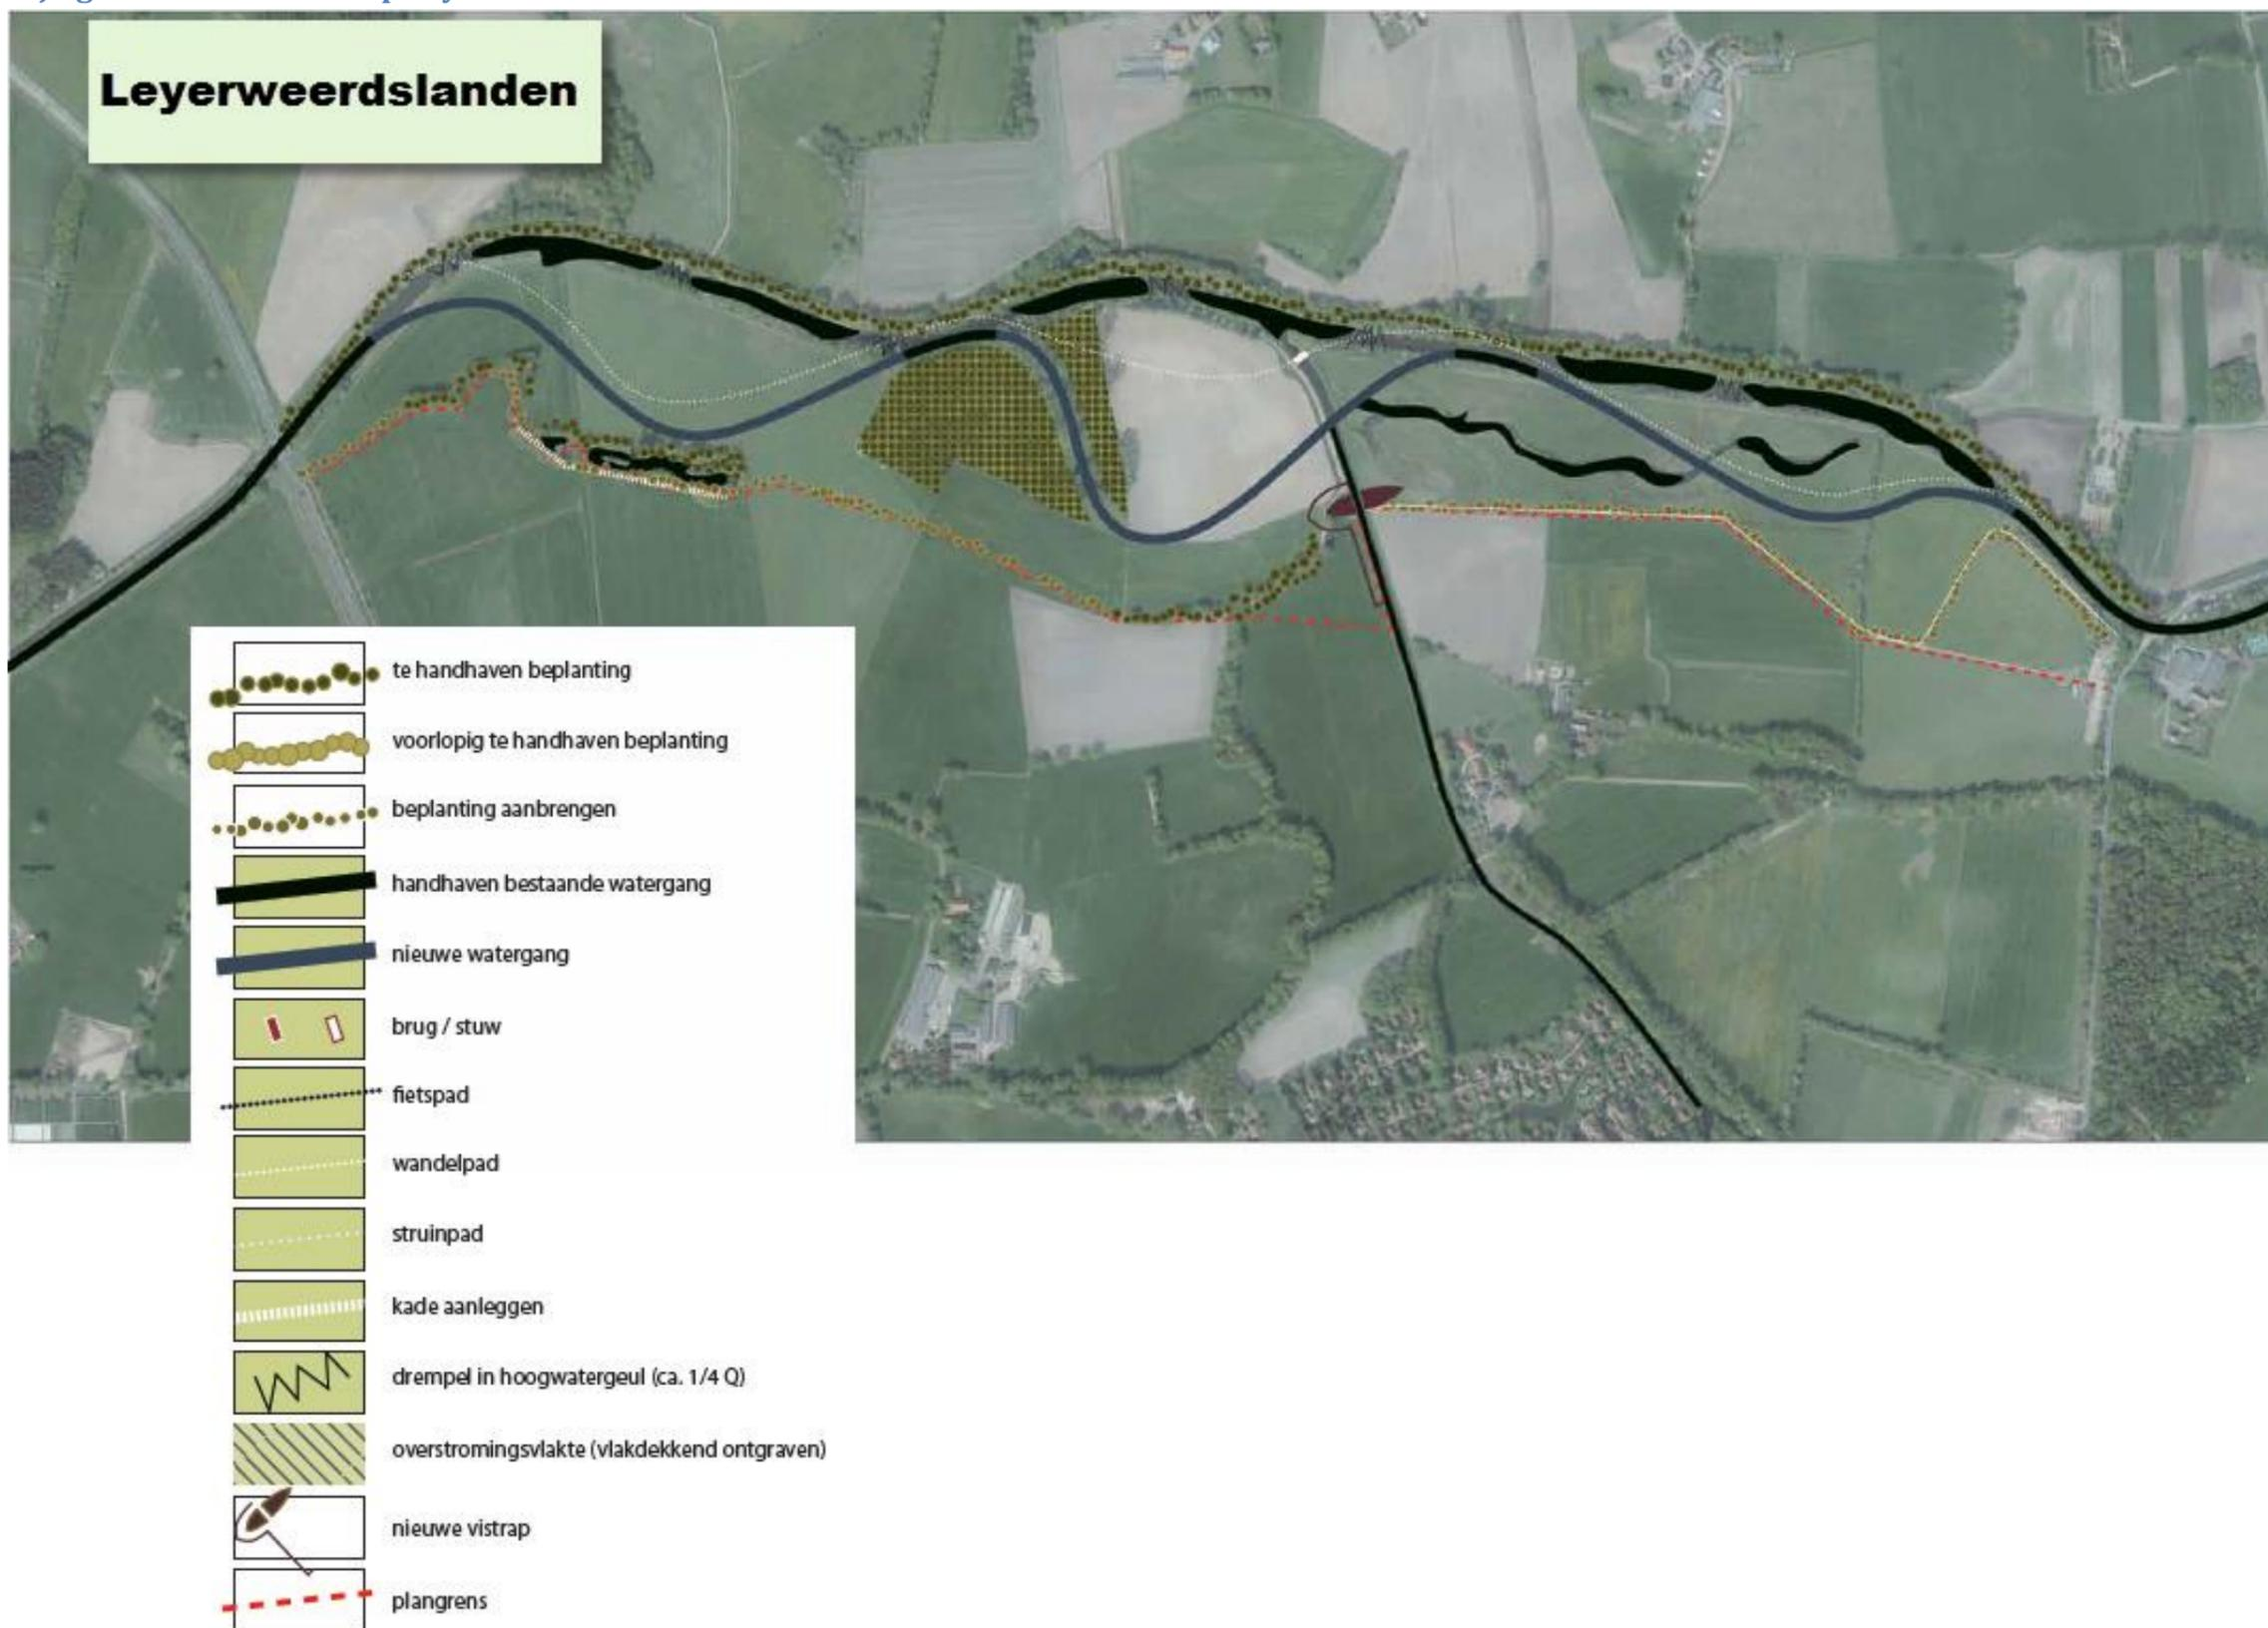 Leyerweerdslanden
te handhaven beplanting
voorlopig te handhaven beplanting
beplanting aanbrengen
handhaven bestaande watergang
nieuwe watergang
brug / stuw
fietspad
wandelpad
struinpad
kade aanleggen
drempel in hoogwatergeul (ca. 1/4 Q)
overstromingsvlakte (vlakdekkend ontgraven)
nieuwe vistrap
plangrens